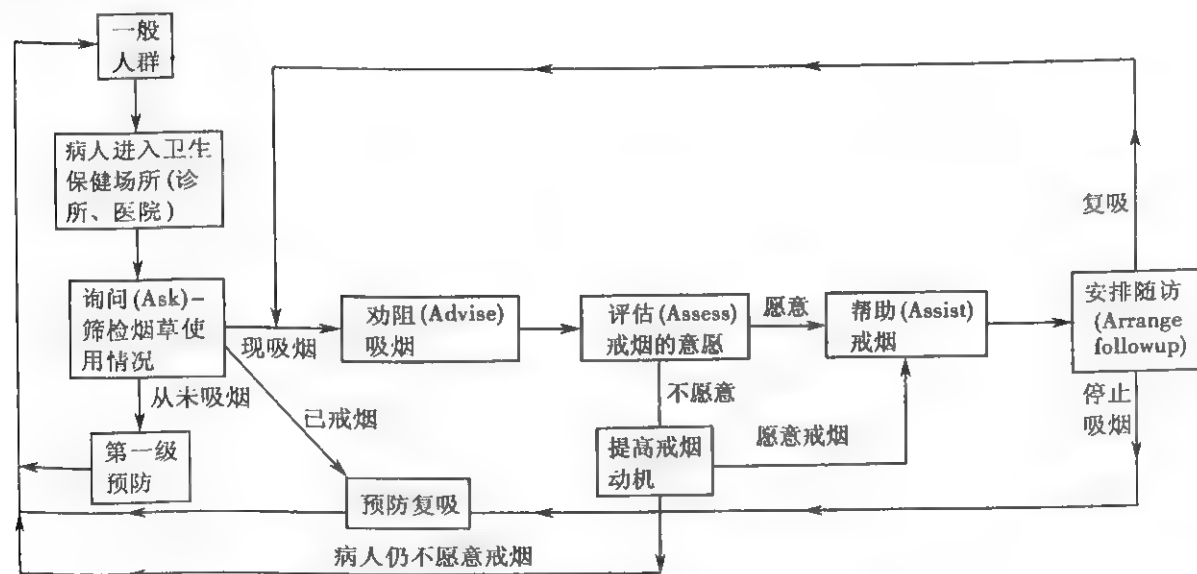 一般
人群
病人进入卫生
保健场所(诊
所、医院)
询问(Ask)-
筛检烟草使
用情况
现吸烟
劝阻(Advise)
吸烟
评估(Assess)
戒烟的意愿
愿意
帮助(Assist)
戒烟
安排随访
(Arrange
followup)
复吸
停止
吸烟
从未吸烟
已戒烟
不愿意
第一级
预防
提高戒烟
动机
愿意戒烟
预防复吸
病人仍不愿意戒烟